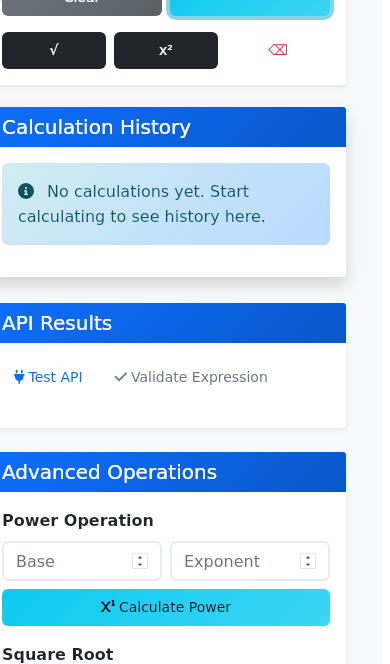 √
x²
Calculation History
No calculations yet. Start
calculating to see history here.
API Results
Test API
Validate Expression
Advanced Operations
Power Operation
Base
Exponent
Calculate Power
Square Root